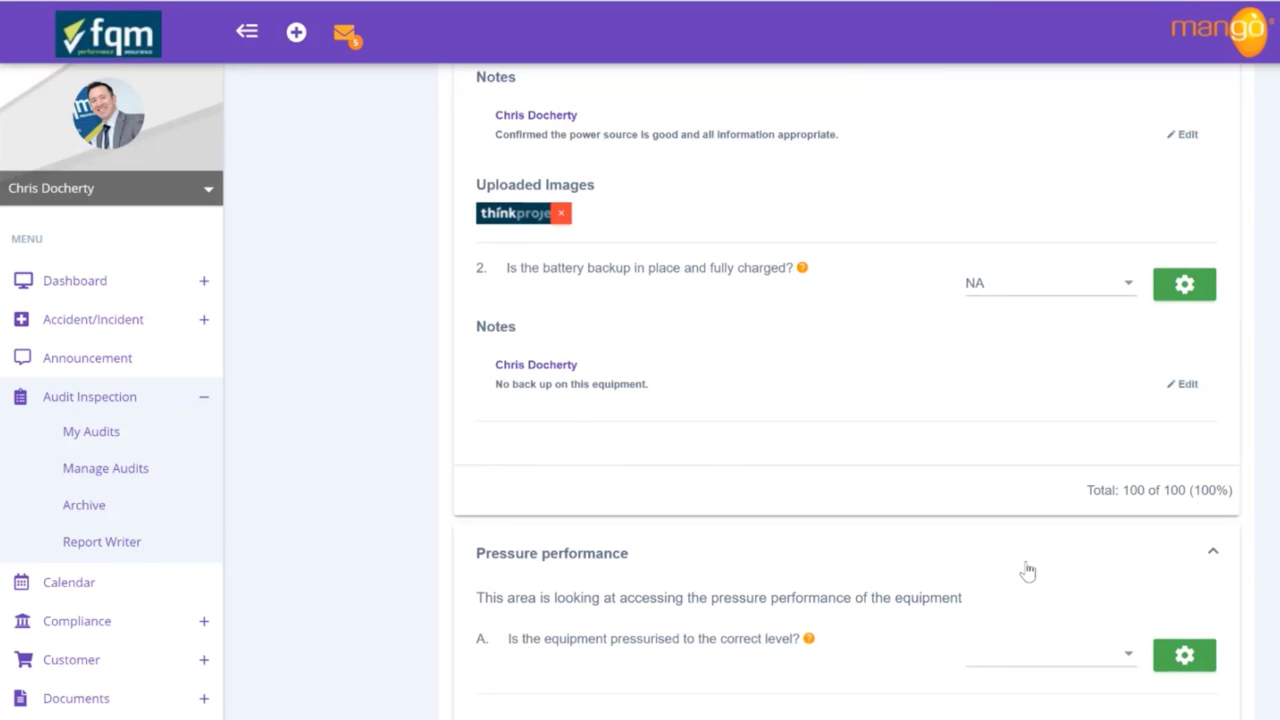 fqm
performance assurance
5
mango
Chris Docherty
MENU
Dashboard
Accident/Incident
Announcement
Audit Inspection
My Audits
Manage Audits
Archive
Report Writer
Calendar
Compliance
Customer
Documents
Notes
Chris Docherty
Confirmed the power source is good and all information appropriate.
Edit
Uploaded Images
thinkproje
2. Is the battery backup in place and fully charged?
NA
Notes
Chris Docherty
No back up on this equipment.
Edit
Total: 100 of 100 (100%)
Pressure performance
This area is looking at accessing the pressure performance of the equipment
A. Is the equipment pressurised to the correct level?